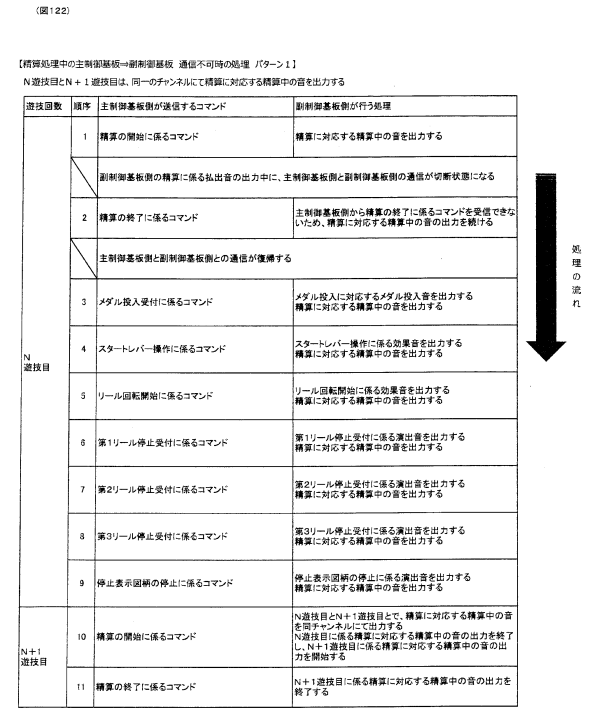 (図122)
【精算処理中の主制御基板⇒副制御基板 通信不可時の処理 パターン1】
N遊技目とN+1遊技目は、同一のチャンネルにて精算に対応する精算中の音を出力する
遊技回数 順序 主制御基板側が送信するコマンド 副制御基板側が行う処理
1 精算の開始に係るコマンド 精算に対応する精算中の音を出力する
副制御基板側の精算に係る払出音の出力中に、主制御基板側と副制御基板側の通信が切断状態になる
2 精算の終了に係るコマンド 主制御基板側から精算の終了に係るコマンドを受信できな
いため、精算に対応する精算中の音の出力を続ける
主制御基板側と副制御基板側との通信が復帰する
3 メダル投入受付に係るコマンド メダル投入に対応するメダル投入音を出力する
精算に対応する精算中の音を出力する
4 スタートレバー操作に係るコマンド スタートレバー操作に係る効果音を出力する
精算に対応する精算中の音を出力する
N
遊技目
5 リール回転開始に係るコマンド リール回転開始に係る効果音を出力する
精算に対応する精算中の音を出力する
6 第1リール停止受付に係るコマンド 第1リール停止受付に係る演出音を出力する
精算に対応する精算中の音を出力する
7 第2リール停止受付に係るコマンド 第2リール停止受付に係る演出音を出力する
精算に対応する精算中の音を出力する
8 第3リール停止受付に係るコマンド 第3リール停止受付に係る演出音を出力する
精算に対応する精算中の音を出力する
9 停止表示図柄の停止に係るコマンド 停止表示図柄の停止に係る演出音を出力する
精算に対応する精算中の音を出力する
N+1
遊技目
10 精算の開始に係るコマンド N遊技目とN+1遊技目とで、精算に対応する精算中の音
を同チャンネルにて出力する
N遊技目に係る精算に対応する精算中の音の出力を終了
し、N+1遊技目に係る精算に対応する精算中の音の出
力を開始する
11 精算の終了に係るコマンド N+1遊技目に係る精算に対応する精算中の音の出力を
終了する
処理の流れ